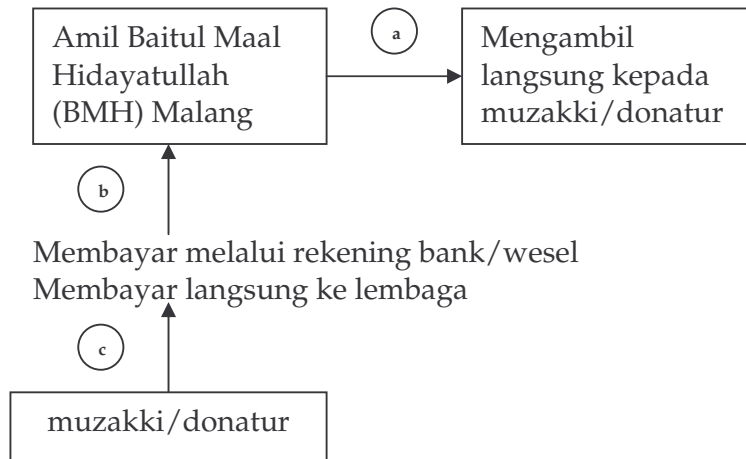 Amil Baitul Maal
Hidayatullah
(BMH) Malang
a
Mengambil
langsung kepada
muzakki/donatur
b
Membayar melalui rekening bank/wesel
Membayar langsung ke lembaga
c
muzakki/donatur